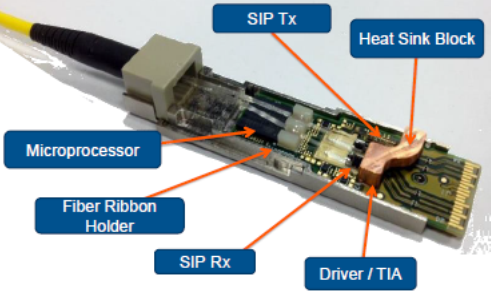 SIP Tx
Heat Sink Block
Microprocessor
Fiber Ribbon
Holder
SIP Rx
Driver / TIA